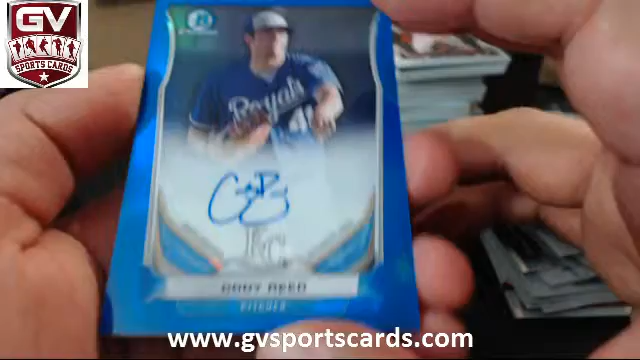 GV
SPORTS CARDS
Royals
KC
CODY REED
PITCHER
www.gvsportscards.com